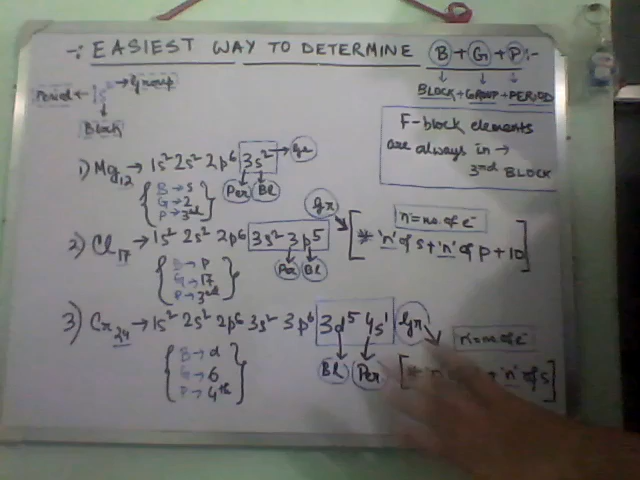 -: EASIEST WAY TO DETERMINE B+G+P:-
BLOCK+GROUP+PERIOD
Period ← 1s² → Group
Block
F-block elements
are always in →
3rd BLOCK
1) Mg12 → 1s² 2s² 2p⁶ 3s² → Gr
Per Bl
B → s
G → 2
P → 3rd
Gr
n = no. of e⁻
2) Cl17 → 1s² 2s² 2p⁶ 3s² 3p⁵
* 'n' of s + 'n' of p + 10
Per Bl
B → p
G → 17
P → 3rd
3) Cr24 → 1s² 2s² 2p⁶ 3s² 3p⁶ 3d⁵ 4s¹ Gr
n = no. of e⁻
Bl Per
+ 'n' of s
B → d
G → 6
P → 4th